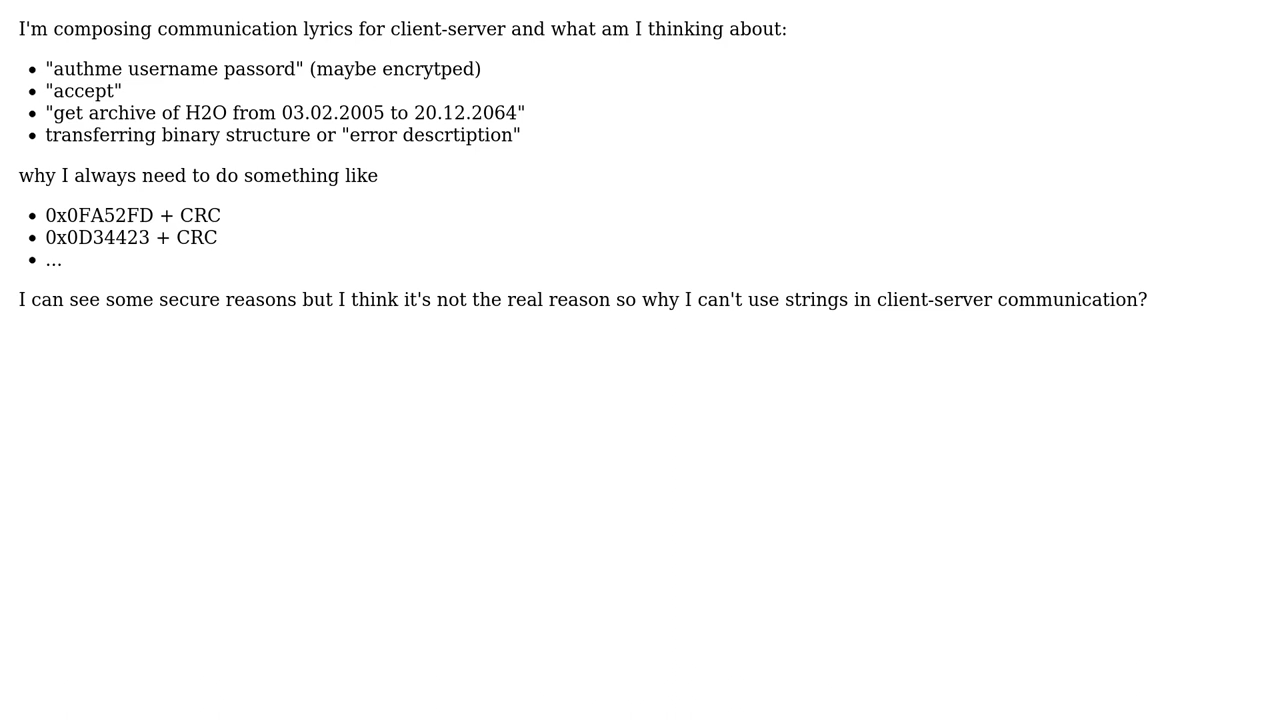 I'm composing communication lyrics for client-server and what am I thinking about:
• "authme username passord" (maybe encrytped)
• "accept"
• "get archive of H2O from 03.02.2005 to 20.12.2064"
• transferring binary structure or "error descrtiption"
why I always need to do something like
• 0x0FA52FD + CRC
• 0x0D34423 + CRC
• ...
I can see some secure reasons but I think it's not the real reason so why I can't use strings in client-server communication?